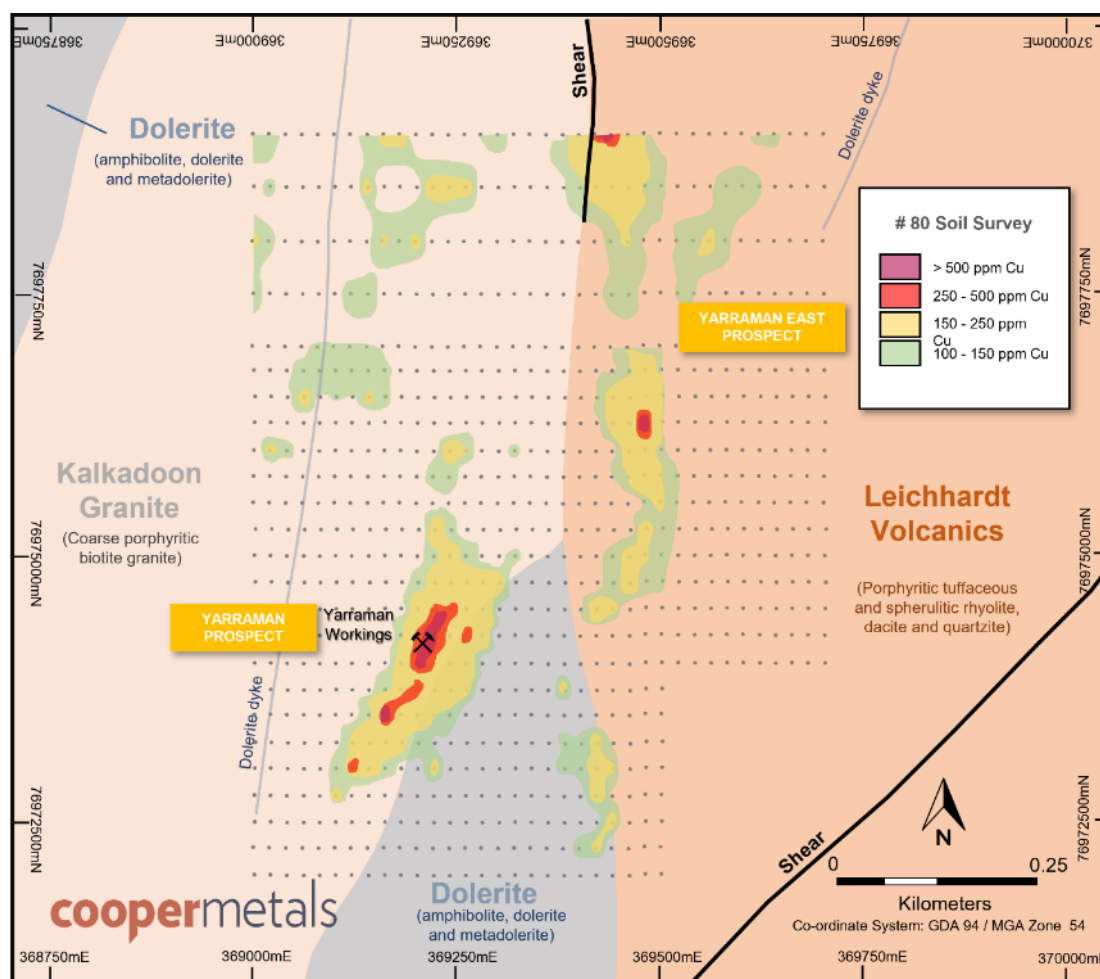 368750mE
369000mE
369250mE
369500mE
369750mE
370000mE
Shear
Dolerite
(amphibolite, dolerite
and metadolerite)
Dolerite dyke
# 80 Soil Survey
> 500 ppm Cu
250 - 500 ppm Cu
150 - 250 ppm
Cu
100 - 150 ppm Cu
7697750mN
7697750mN
YARRAMAN EAST
PROSPECT
Kalkadoon
Granite
(Coarse porphyritic
biotite granite)
Leichhardt
Volcanics
(Porphyritic tuffaceous
and spherulitic rhyolite,
dacite and quartzite)
76975000mN
76975000mN
YARRAMAN
PROSPECT
Yarraman
Workings
Dolerite dyke
76972500mN
76972500mN
N
Shear
0
0.25
Kilometers
Co-ordinate System: GDA 94 / MGA Zone 54
coopermetals
Dolerite
(amphibolite, dolerite
and metadolerite)
368750mE
369000mE
369250mE
369500mE
369750mE
370000mE